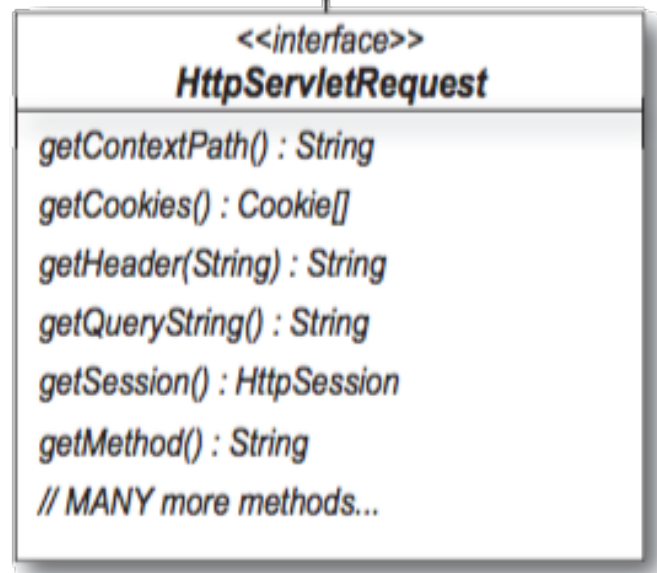 <<interface>>
HttpServletRequest
getContextPath() : String
getCookies() : Cookie[]
getHeader(String) : String
getQueryString() : String
getSession() : HttpSession
getMethod() : String
// MANY more methods...